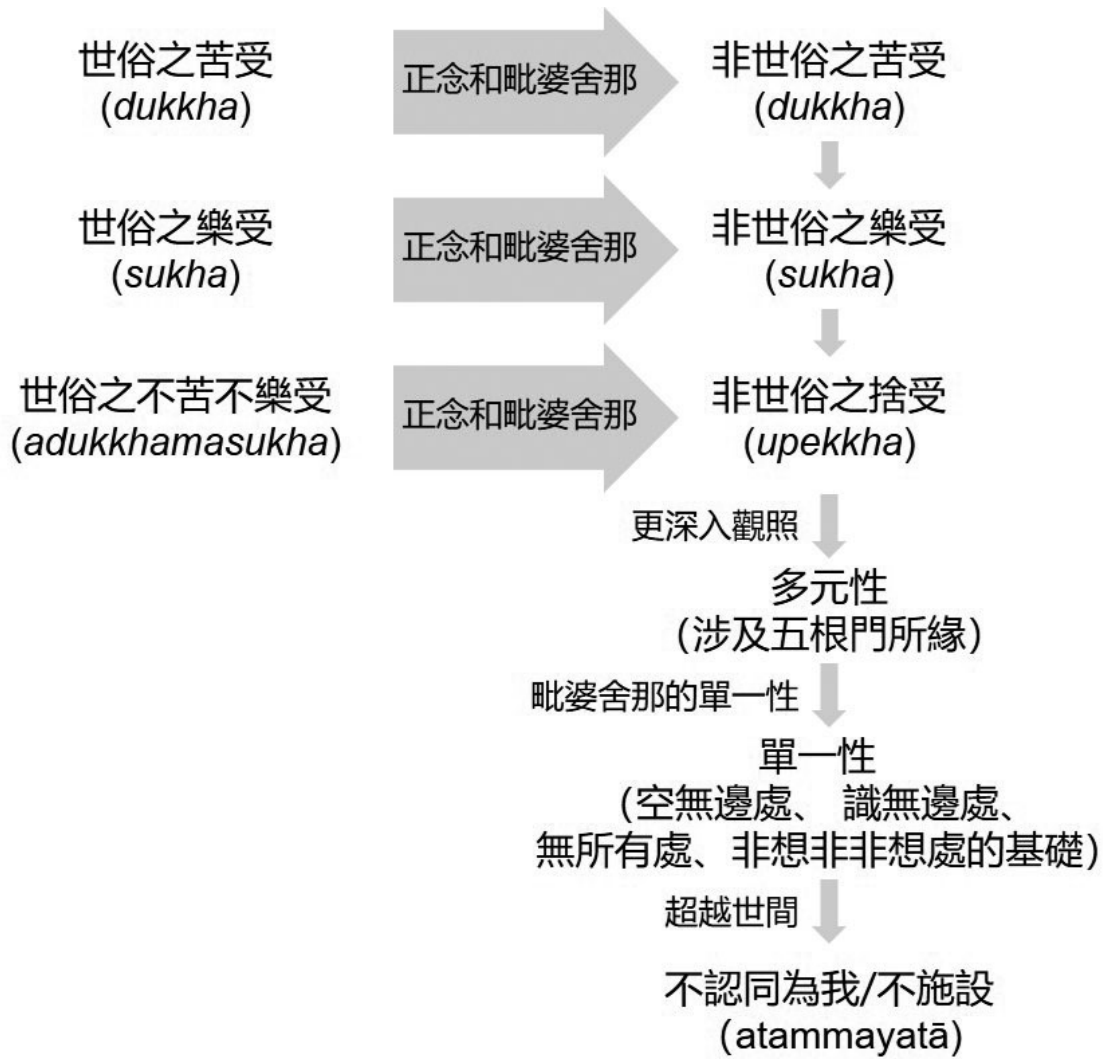 世俗之苦受
(dukkha)
正念和毗婆舍那
非世俗之苦受
(dukkha)
世俗之樂受
(sukha)
正念和毗婆舍那
非世俗之樂受
(sukha)
世俗之不苦不樂受
(adukkhamasukha)
正念和毗婆舍那
非世俗之捨受
(upekkha)
更深入觀照
多元性
（涉及五根門所緣）
毗婆舍那的單一性
單一性
（空無邊處、 識無邊處、
無所有處、非想非非想處的基礎）
超越世間
不認同為我/不施設
(atammayatā)